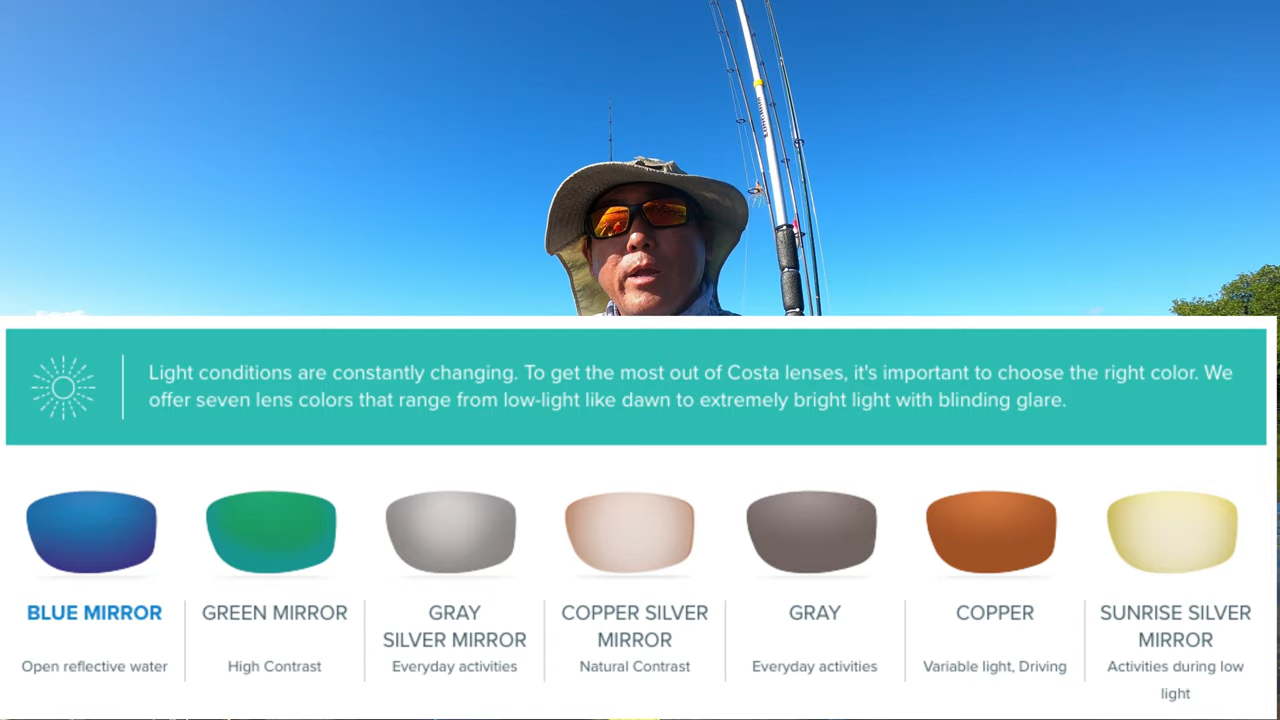 Light conditions are constantly changing. To get the most out of Costa lenses, it's important to choose the right color. We
offer seven lens colors that range from low-light like dawn to extremely bright light with blinding glare.
BLUE MIRROR
Open reflective water
GREEN MIRROR
High Contrast
GRAY
SILVER MIRROR
Everyday activities
COPPER SILVER
MIRROR
Natural Contrast
GRAY
Everyday activities
COPPER
Variable light, Driving
SUNRISE SILVER
MIRROR
Activities during low
light